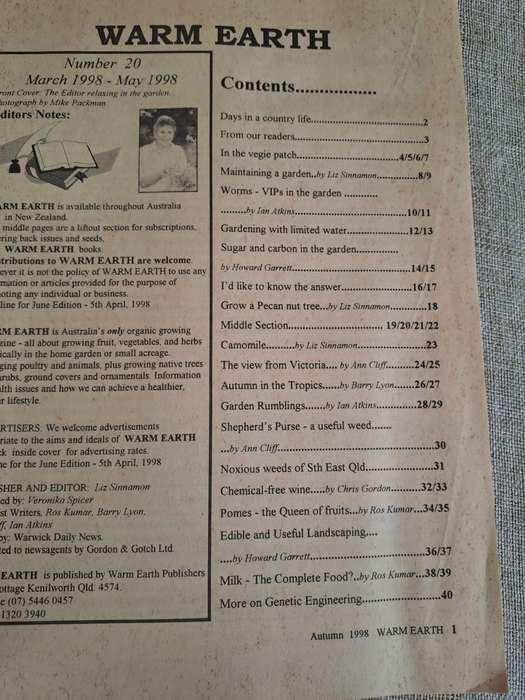 WARM EARTH
Number 20
March 1998 - May 1998
ront Cover: The Editor relaxing in the garden.
hotograph by Mike Packman
ditors Notes:
ARM EARTH is available throughout Australia
in New Zealand.
middle pages are a liftout section for subscriptions,
ering back issues and seeds,
WARM EARTH books.
tributions to WARM EARTH are welcome.
ever it is not the policy of WARM EARTH to use any
mation or articles provided for the purpose of
noting any individual or business.
line for June Edition - 5th April, 1998
RM EARTH is Australia's only organic growing
zine - all about growing fruit, vegetables, and herbs
ically in the home garden or small acreage.
ging poultry and animals, plus growing native trees
rubs, ground covers and ornamentals. Information
lth issues and how we can achieve a healthier,
r lifestyle.
ERTISERS: We welcome advertisements
riate to the aims and ideals of WARM EARTH
k inside cover for advertising rates.
ne for the June Edition - 5th April, 1998
SHER AND EDITOR: Liz Sinnamon
ed by: Veronika Spicer
st Writers, Ros Kumar, Barry Lyon,
ff, Ian Atkins
by: Warwick Daily News.
ted to newsagents by Gordon & Gotch Ltd.
EARTH is published by Warm Earth Publishers
ottage Kenilworth Qld. 4574.
e (07) 5446 0457
1320 3940
Contents.................
Days in a country life...............................2
From our readers...................................3
In the vegie patch..............................4/5/6/7
Maintaining a garden..by Liz Sinnamon............8/9
Worms - VIPs in the garden ...........
.........by Ian Atkins...............................10/11
Gardening with limited water..................12/13
Sugar and carbon in the garden..............
by Howard Garrett.................................14/15
I'd like to know the answer....................16/17
Grow a Pecan nut tree...by Liz Sinnamon............18
Middle Section........................... 19/20/21/22
Camomile.........by Liz Sinnamon....................23
The view from Victoria.... by Ann Cliff.........24/25
Autumn in the Tropics.....by Barry Lyon.......26/27
Garden Rumblings.......by Ian Atkins.............28/29
Shepherd's Purse - a useful weed.......
...by Ann Cliff...........................................30
Noxious weeds of Sth East Qld...................31
Chemical-free wine.....by Chris Gordon..........32/33
Pomes - the Queen of fruits...by Ros Kumar...34/35
Edible and Useful Landscaping....
....by Howard Garrett...............................36/37
Milk - The Complete Food?..by Ros Kumar...38/39
More on Genetic Engineering......................40
Autumn 1998 WARM EARTH 1